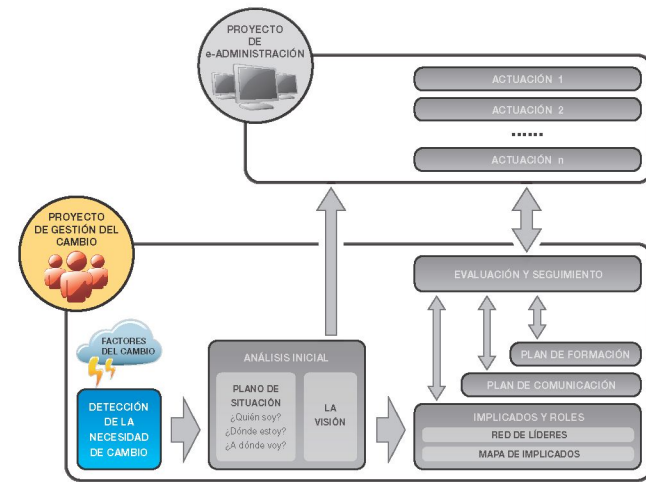 PROYECTO
DE
e-ADMINISTRACIÓN
ACTUACIÓN 1
ACTUACIÓN 2
......
ACTUACIÓN n
PROYECTO
DE GESTIÓN DEL
CAMBIO
EVALUACIÓN Y SEGUIMIENTO
FACTORES
DEL CAMBIO
DETECCIÓN
DE LA
NECESIDAD
DE CAMBIO
ANÁLISIS INICIAL
PLANO DE
SITUACIÓN
¿Quién soy?
¿Dónde estoy?
¿A dónde voy?
LA
VISIÓN
PLAN DE FORMACIÓN
PLAN DE COMUNICACIÓN
IMPLICADOS Y ROLES
RED DE LÍDERES
MAPA DE IMPLICADOS